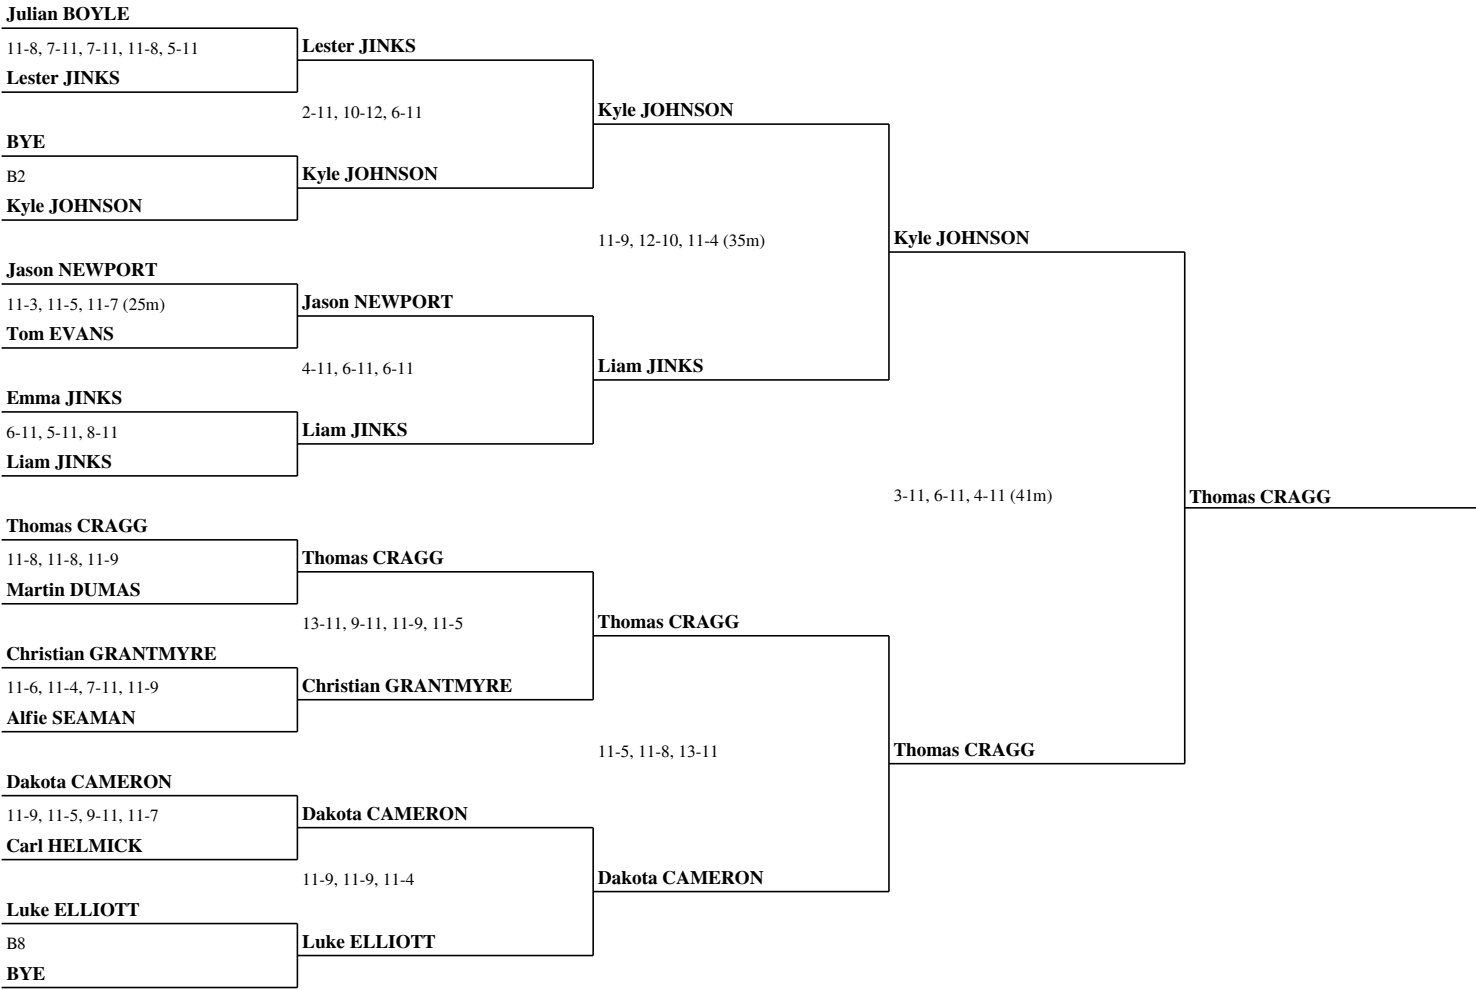 Julian BOYLE
11-8, 7-11, 7-11, 11-8, 5-11
Lester JINKS
BYE
B2
Kyle JOHNSON
Jason NEWPORT
11-3, 11-5, 11-7 (25m)
Tom EVANS
Emma JINKS
6-11, 5-11, 8-11
Liam JINKS
Thomas CRAGG
11-8, 11-8, 11-9
Martin DUMAS
Christian GRANTMYRE
11-6, 11-4, 7-11, 11-9
Alfie SEAMAN
Dakota CAMERON
11-9, 11-5, 9-11, 11-7
Carl HELMICK
Luke ELLIOTT
B8
BYE
Lester JINKS
2-11, 10-12, 6-11
Kyle JOHNSON
Jason NEWPORT
4-11, 6-11, 6-11
Liam JINKS
Thomas CRAGG
13-11, 9-11, 11-9, 11-5
Christian GRANTMYRE
Dakota CAMERON
11-9, 11-9, 11-4
Luke ELLIOTT
Kyle JOHNSON
11-9, 12-10, 11-4 (35m)
Liam JINKS
Thomas CRAGG
11-5, 11-8, 13-11
Dakota CAMERON
Kyle JOHNSON
3-11, 6-11, 4-11 (41m)
Thomas CRAGG
Thomas CRAGG